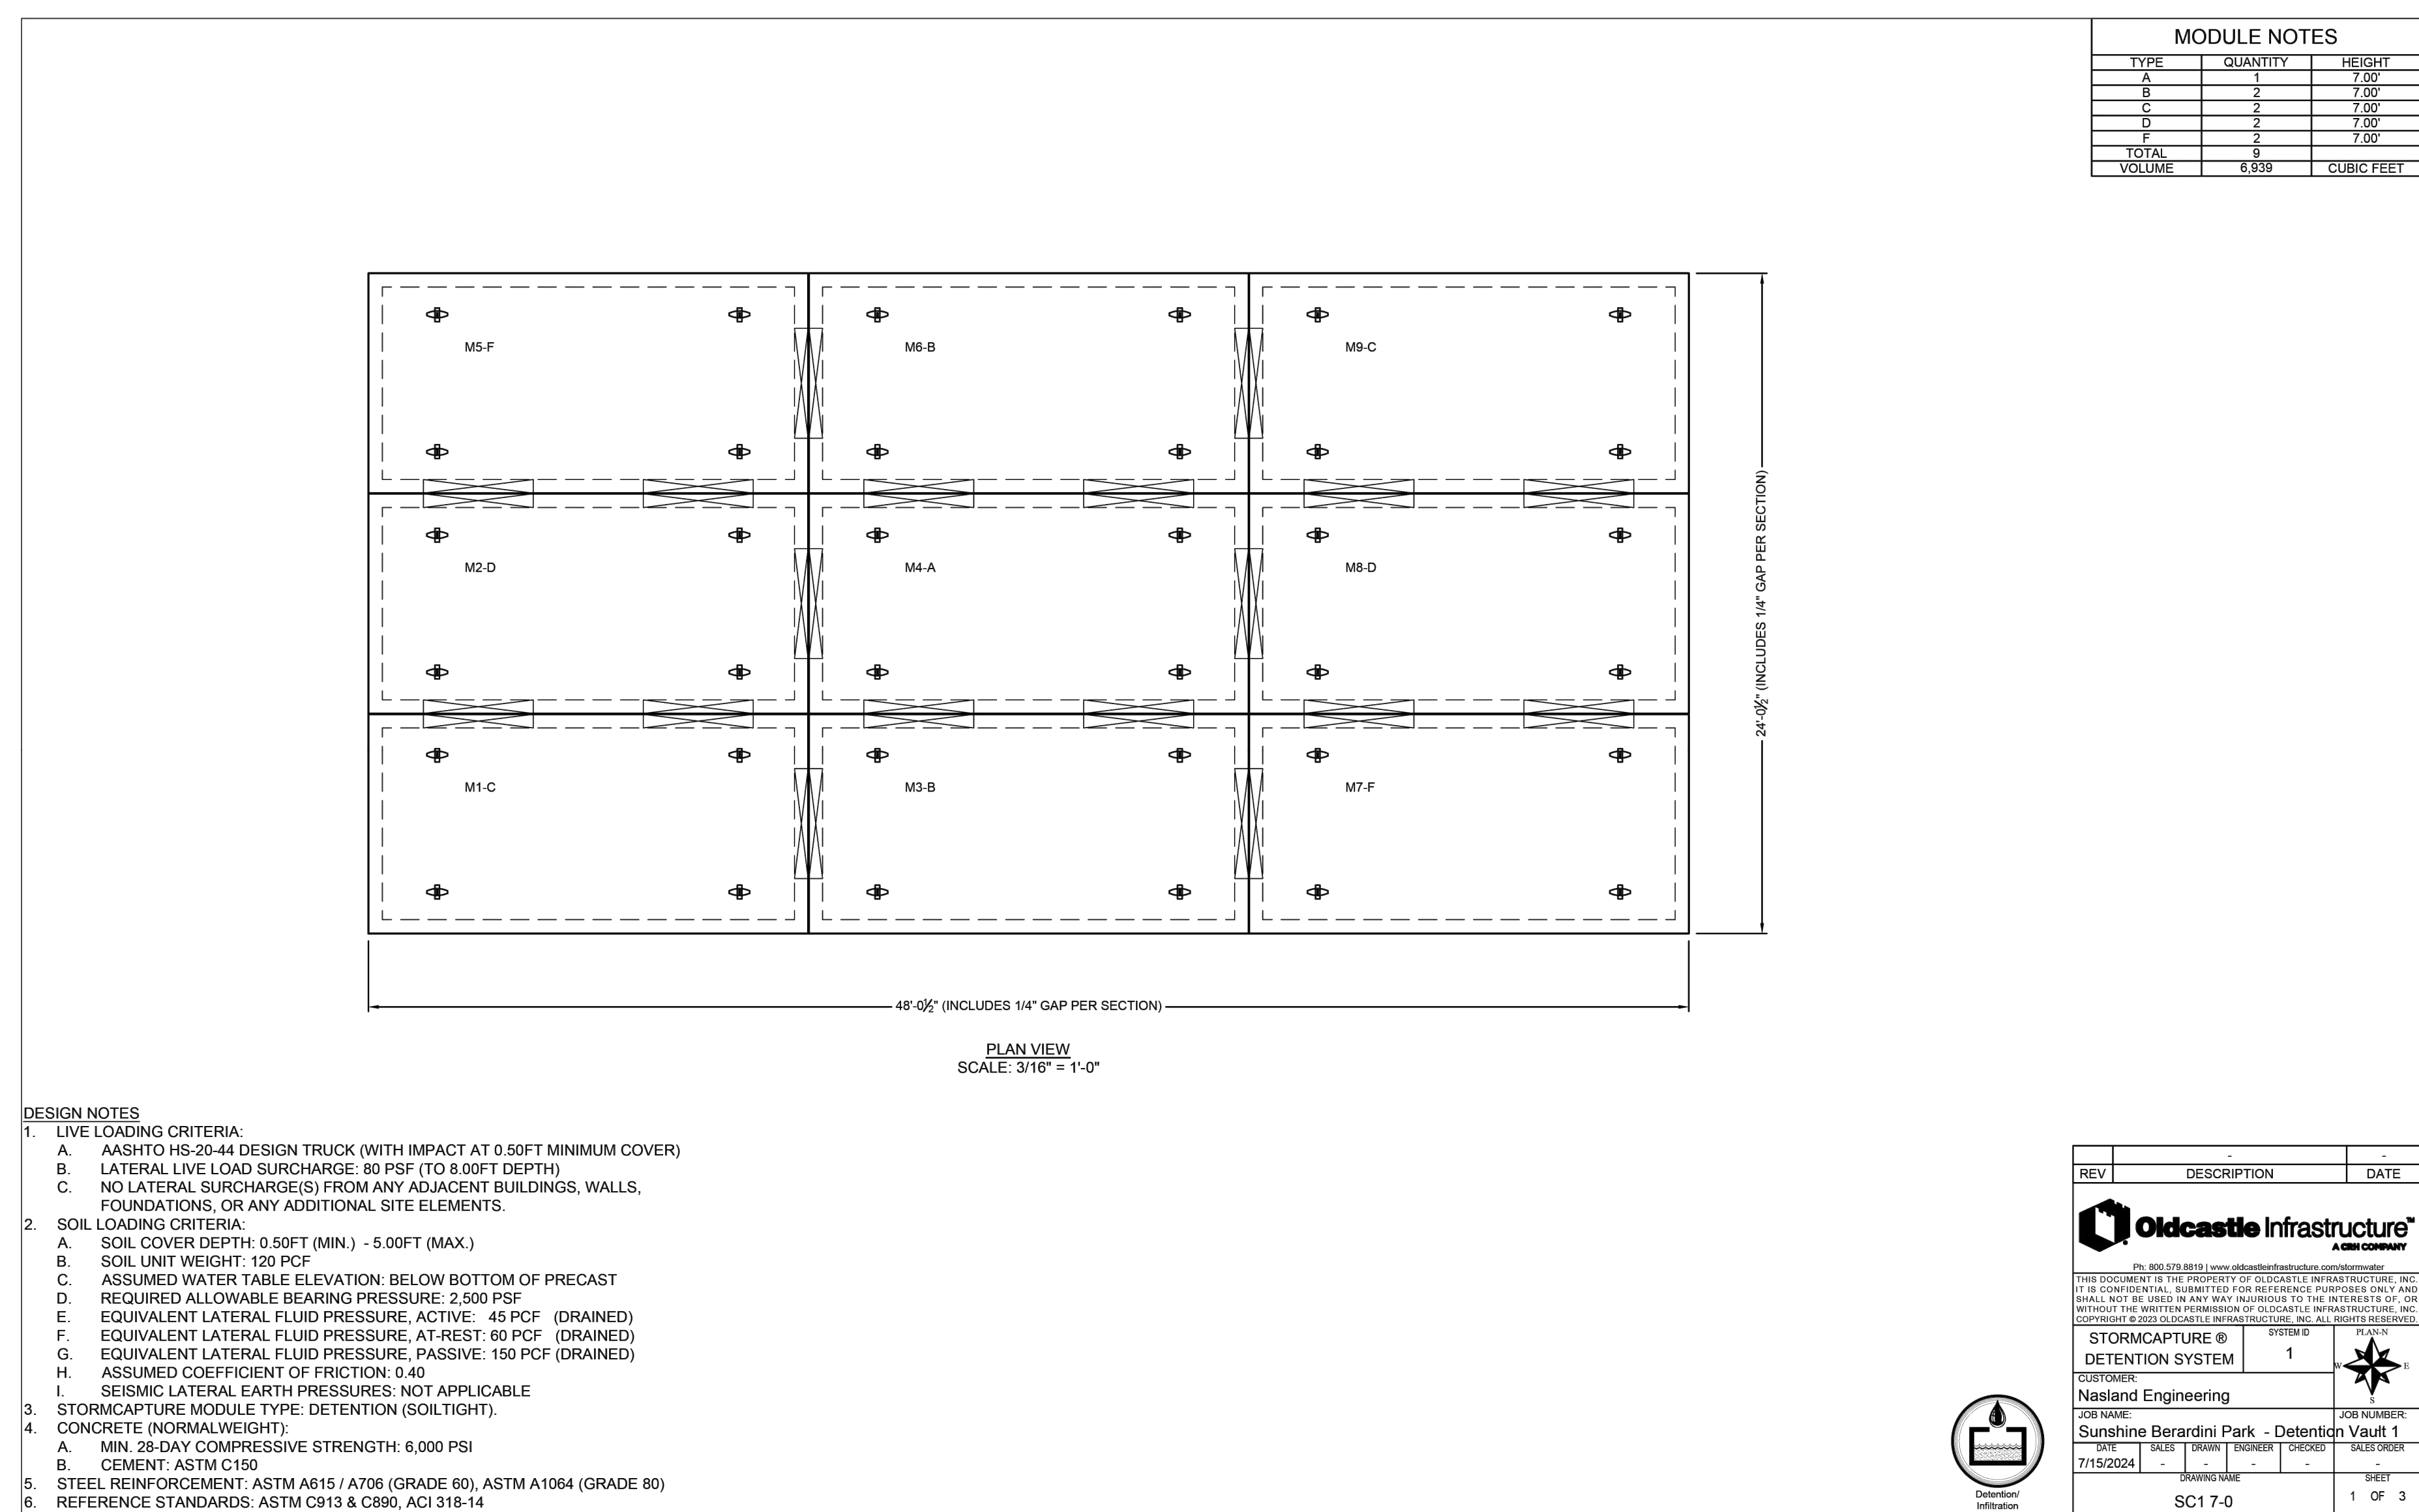 MODULE NOTES
TYPE QUANTITY HEIGHT
A 1 7.00'
B 2 7.00'
C 2 7.00'
D 2 7.00'
F 2 7.00'
TOTAL 9
VOLUME 6,939 CUBIC FEET
M5-F M6-B M9-C
M2-D M4-A M8-D
M1-C M3-B M7-F
24'-0½" (INCLUDES 1/4" GAP PER SECTION)
48'-0½" (INCLUDES 1/4" GAP PER SECTION)
PLAN VIEW
SCALE: 3/16" = 1'-0"
DESIGN NOTES
1. LIVE LOADING CRITERIA:
A. AASHTO HS-20-44 DESIGN TRUCK (WITH IMPACT AT 0.50FT MINIMUM COVER)
B. LATERAL LIVE LOAD SURCHARGE: 80 PSF (TO 8.00FT DEPTH)
C. NO LATERAL SURCHARGE(S) FROM ANY ADJACENT BUILDINGS, WALLS,
FOUNDATIONS, OR ANY ADDITIONAL SITE ELEMENTS.
2. SOIL LOADING CRITERIA:
A. SOIL COVER DEPTH: 0.50FT (MIN.) - 5.00FT (MAX.)
B. SOIL UNIT WEIGHT: 120 PCF
C. ASSUMED WATER TABLE ELEVATION: BELOW BOTTOM OF PRECAST
D. REQUIRED ALLOWABLE BEARING PRESSURE: 2,500 PSF
E. EQUIVALENT LATERAL FLUID PRESSURE, ACTIVE: 45 PCF (DRAINED)
F. EQUIVALENT LATERAL FLUID PRESSURE, AT-REST: 60 PCF (DRAINED)
G. EQUIVALENT LATERAL FLUID PRESSURE, PASSIVE: 150 PCF (DRAINED)
H. ASSUMED COEFFICIENT OF FRICTION: 0.40
I. SEISMIC LATERAL EARTH PRESSURES: NOT APPLICABLE
3. STORMCAPTURE MODULE TYPE: DETENTION (SOILTIGHT).
4. CONCRETE (NORMALWEIGHT):
A. MIN. 28-DAY COMPRESSIVE STRENGTH: 6,000 PSI
B. CEMENT: ASTM C150
5. STEEL REINFORCEMENT: ASTM A615 / A706 (GRADE 60), ASTM A1064 (GRADE 80)
6. REFERENCE STANDARDS: ASTM C913 & C890, ACI 318-14
Detention/
Infiltration
- -
REV DESCRIPTION DATE
Oldcastle Infrastructure™
A CRH COMPANY
Ph: 800.579.8819 | www.oldcastleinfrastructure.com/stormwater
THIS DOCUMENT IS THE PROPERTY OF OLDCASTLE INFRASTRUCTURE, INC.
IT IS CONFIDENTIAL, SUBMITTED FOR REFERENCE PURPOSES ONLY AND
SHALL NOT BE USED IN ANY WAY INJURIOUS TO THE INTERESTS OF, OR
WITHOUT THE WRITTEN PERMISSION OF OLDCASTLE INFRASTRUCTURE, INC.
COPYRIGHT © 2023 OLDCASTLE INFRASTRUCTURE, INC. ALL RIGHTS RESERVED.
STORMCAPTURE ®
DETENTION SYSTEM
SYSTEM ID
1
PLAN-N
W E
S
CUSTOMER:
Nasland Engineering
JOB NAME: JOB NUMBER:
Sunshine Berardini Park - Detention Vault 1
DATE SALES DRAWN ENGINEER CHECKED SALES ORDER
7/15/2024 - - - - -
DRAWING NAME SHEET
SC1 7-0 1 OF 3